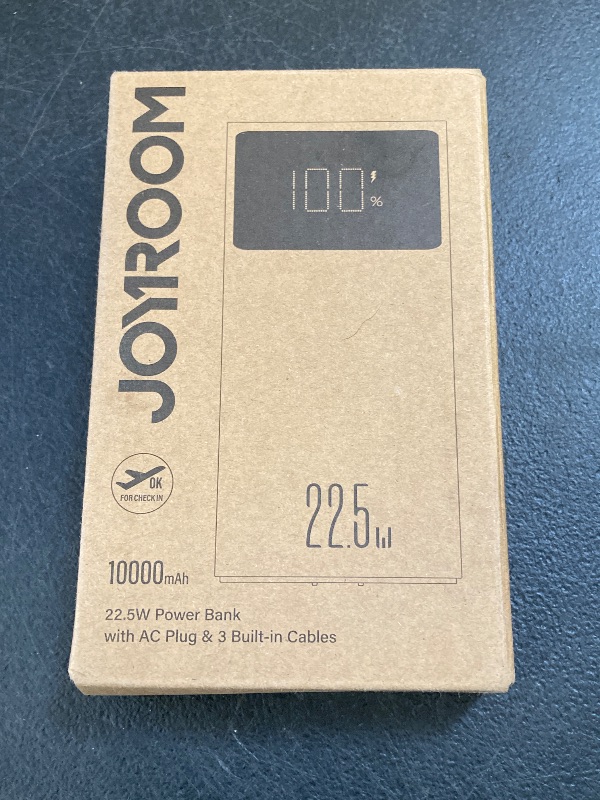 JOYROOM
100%
22.5W
OK
FOR CHECK IN
10000mAh
22.5W Power Bank
with AC Plug & 3 Built-in Cables